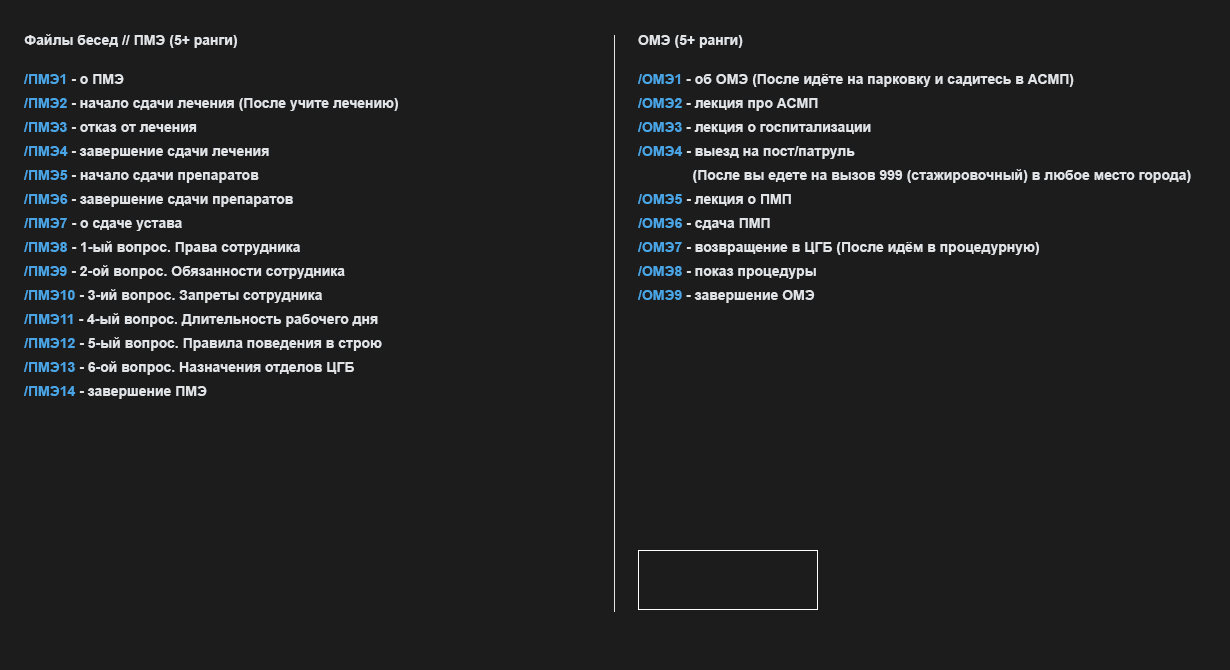 Файлы бесед // ПМЭ (5+ ранги)
/ПМЭ1 - о ПМЭ
/ПМЭ2 - начало сдачи лечения (После учите лечению)
/ПМЭ3 - отказ от лечения
/ПМЭ4 - завершение сдачи лечения
/ПМЭ5 - начало сдачи препаратов
/ПМЭ6 - завершение сдачи препаратов
/ПМЭ7 - о сдаче устава
/ПМЭ8 - 1-ый вопрос. Права сотрудника
/ПМЭ9 - 2-ой вопрос. Обязанности сотрудника
/ПМЭ10 - 3-ий вопрос. Запреты сотрудника
/ПМЭ11 - 4-ый вопрос. Длительность рабочего дня
/ПМЭ12 - 5-ый вопрос. Правила поведения в строю
/ПМЭ13 - 6-ой вопрос. Назначения отделов ЦГБ
/ПМЭ14 - завершение ПМЭ
ОМЭ (5+ ранги)
/ОМЭ1 - об ОМЭ (После идёте на парковку и садитесь в АСМП)
/ОМЭ2 - лекция про АСМП
/ОМЭ3 - лекция о госпитализации
/ОМЭ4 - выезд на пост/патруль
(После вы едете на вызов 999 (стажировочный) в любое место города)
/ОМЭ5 - лекция о ПМП
/ОМЭ6 - сдача ПМП
/ОМЭ7 - возвращение в ЦГБ (После идём в процедурную)
/ОМЭ8 - показ процедуры
/ОМЭ9 - завершение ОМЭ